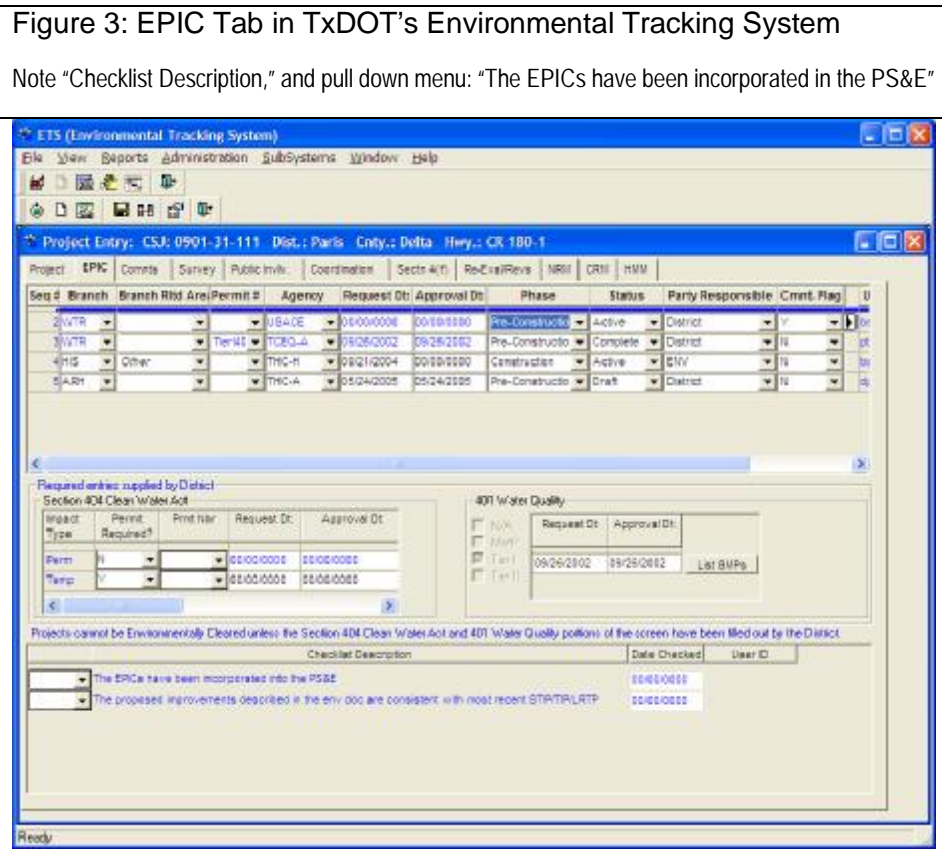 Figure 3: EPIC Tab in TxDOT's Environmental Tracking System
Note "Checklist Description," and pull down menu: "The EPICs have been incorporated in the PS&E"
ETS (Environmental Tracking System)
File View Reports Administration SubSystems Window Help
Project Entry: CSJ: 0901-31-111 Dist.: Paris Cnty.: Delta Hwy.: CR 180-1
Project EPIC Comnts Survey Public Invlv. Coordination Sects 4(f) Re-Eval/Revs NRM CRM HMM
Seq # Branch Branch Rltd Area Permit # Agency Request Dt: Approval Dt: Phase Status Party Responsible Cmnt. Flag U
2 WTR USACE 00/00/0000 00/00/0000 Pre-Constructio Active District Y
3 WTR Tier I 40 TCEQ-A 09/26/2002 09/26/2002 Pre-Constructio Complete District N
4 HIS Other THC-H 09/21/2004 00/00/0000 Construction Active ENV N
5 ARH THC-A 05/24/2005 05/24/2005 Pre-Constructio Draft District N
Required entries supplied by District
Section 404 Clean Water Act
Impact Type Permit Required? Prmt Nbr Request Dt: Approval Dt:
Perm N 00/00/0000 00/00/0000
Temp Y 00/00/0000 00/00/0000
401 Water Quality
N/A
Tier I
Tier II
Request Dt: Approval Dt:
09/26/2002 09/26/2002 List BMPs
Projects cannot be Environmentally Cleared unless the Section 404 Clean Water Act and 401 Water Quality portions of the screen have been filled out by the District.
Checklist Description Date Checked User ID
The EPICs have been incorporated into the PS&E 00/00/0000
The proposed improvements described in the env doc are consistent with most recent STIP/TIP/LRTP 00/00/0000
Ready